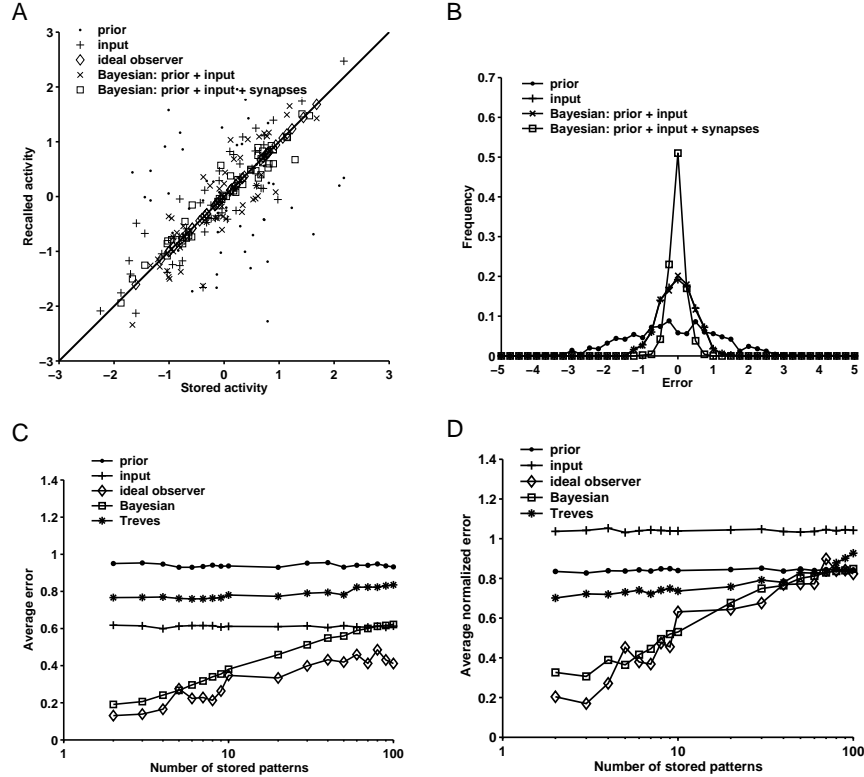 A
prior
input
ideal observer
Bayesian: prior + input
Bayesian: prior + input + synapses
3
2
1
0
−1
−2
−3
Recalled activity
−3 −2 −1 0 1 2 3
Stored activity
B
prior
input
Bayesian: prior + input
Bayesian: prior + input + synapses
0.7
0.6
0.5
0.4
0.3
0.2
0.1
0
Frequency
−5 −4 −3 −2 −1 0 1 2 3 4 5
Error
C
prior
input
ideal observer
Bayesian
Treves
1.4
1.2
1
0.8
0.6
0.4
0.2
0
Average error
1 10 100
Number of stored patterns
D
prior
input
ideal observer
Bayesian
Treves
1.4
1.2
1
0.8
0.6
0.4
0.2
0
Average normalized error
1 10 100
Number of stored patterns